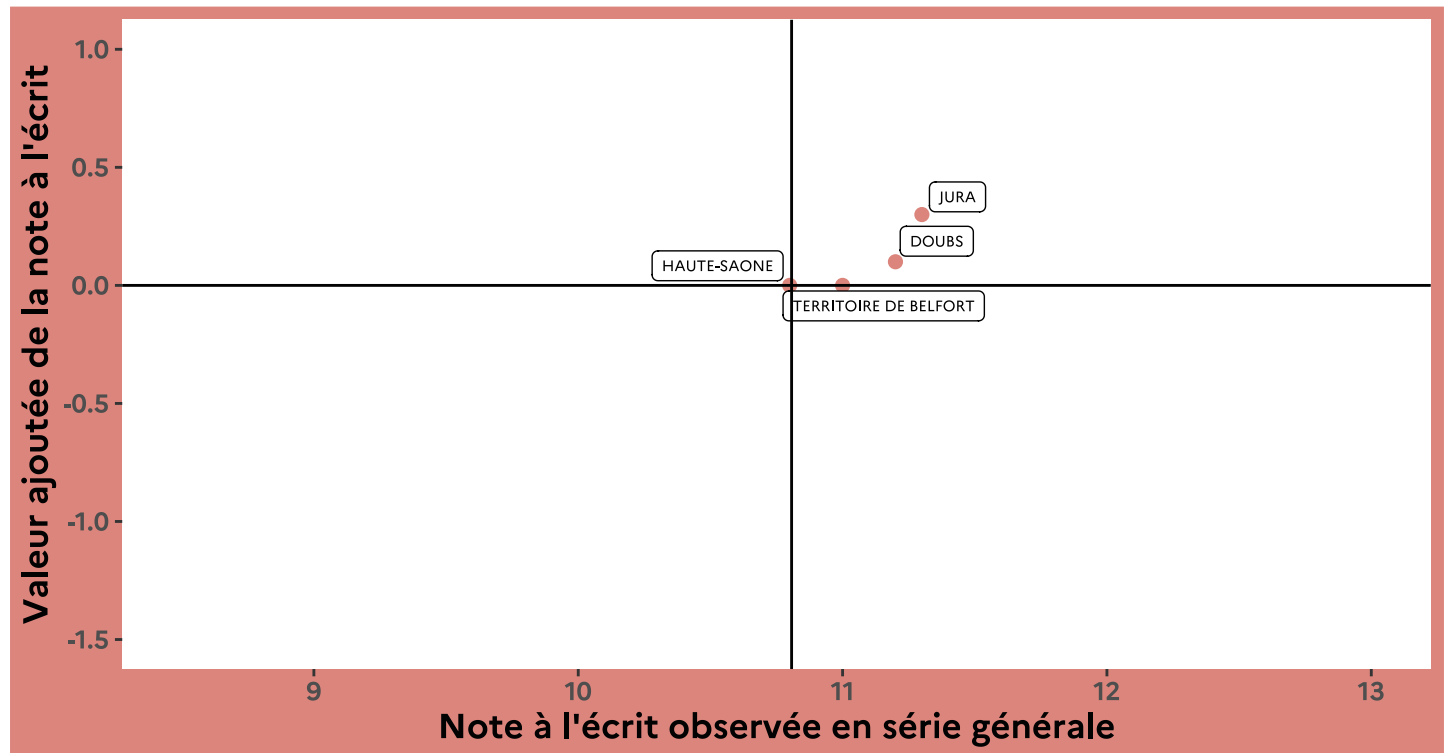 Valeur ajoutée de la note à l'écrit
1.0
0.5
0.0
-0.5
-1.0
-1.5
JURA
DOUBS
HAUTE-SAONE
TERRITOIRE DE BELFORT
9 10 11 12 13
Note à l'écrit observée en série générale